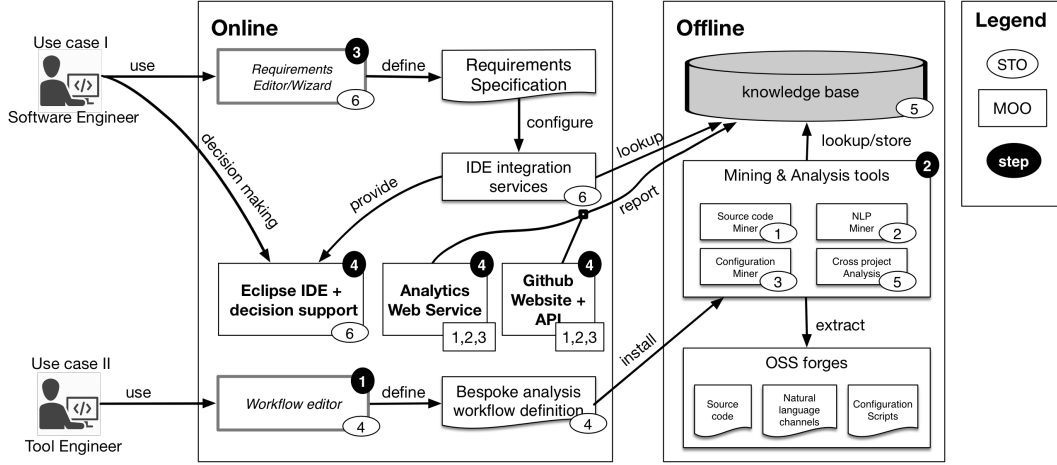 Online
Offline
Legend
STO
MOO
step
Use case I
</>
Software Engineer
use
3
Requirements
Editor/Wizard
6
define
Requirements
Specification
configure
decision making
IDE integration
services
6
provide
lookup
report
knowledge base
5
lookup/store
2
Mining & Analysis tools
Source code
Miner
1
NLP
Miner
2
Configuration
Miner
3
Cross project
Analysis
5
4
Eclipse IDE +
decision support
6
4
Analytics
Web Service
1,2,3
4
Github
Website +
API
1,2,3
install
extract
Use case II
</>
Tool Engineer
use
1
Workflow editor
4
define
Bespoke analysis
workflow definition
4
OSS forges
Source
code
Natural
language
channels
Configuration
Scripts